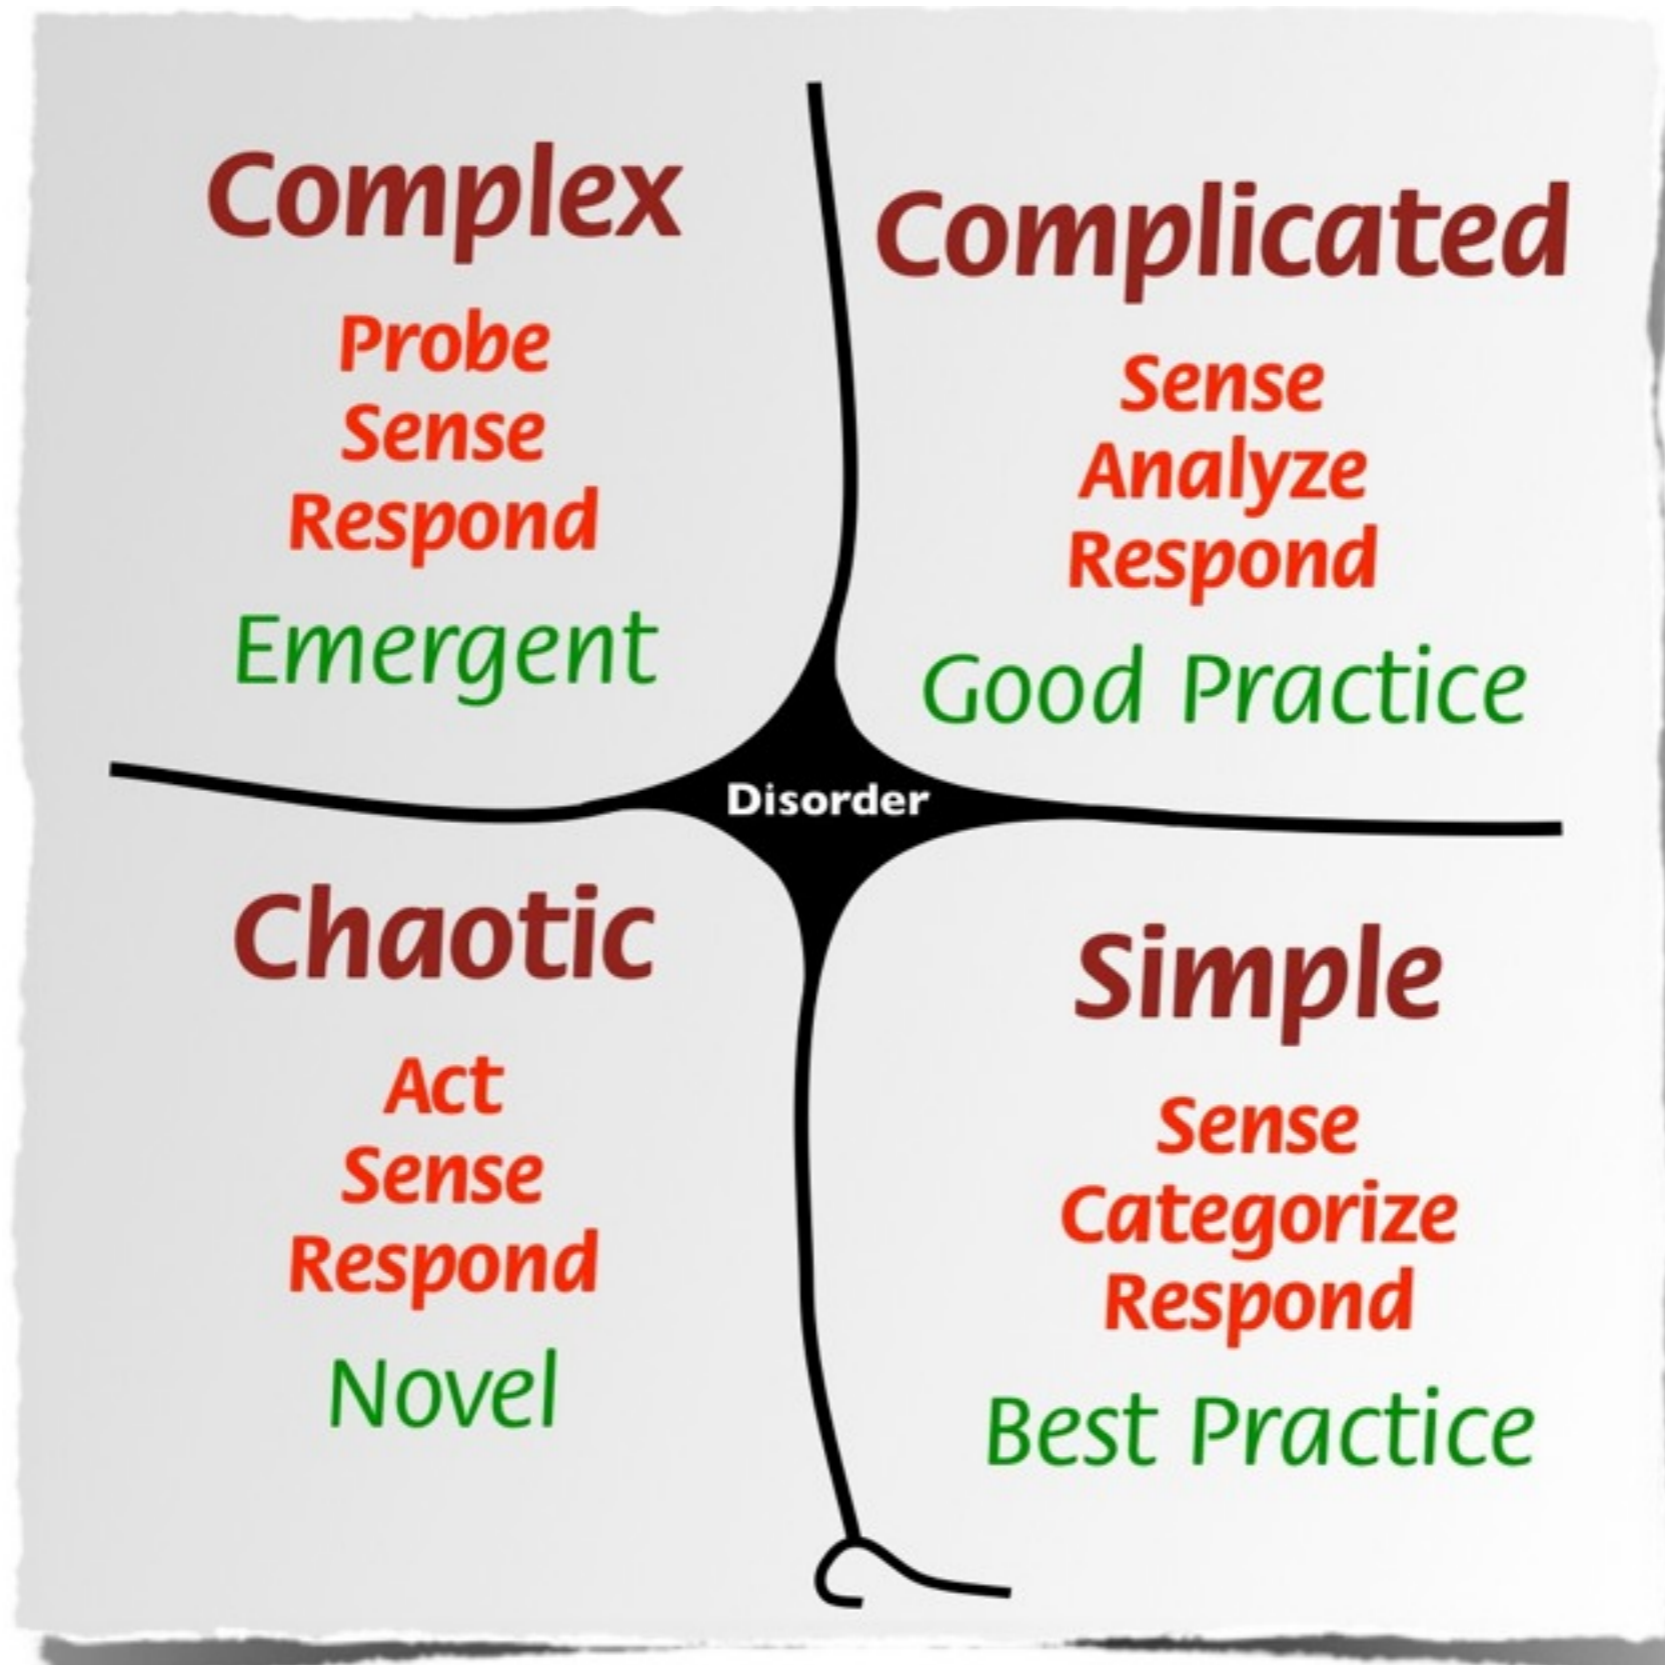 Complex
Probe
Sense
Respond
Emergent
Complicated
Sense
Analyze
Respond
Good Practice
Disorder
Chaotic
Act
Sense
Respond
Novel
Simple
Sense
Categorize
Respond
Best Practice